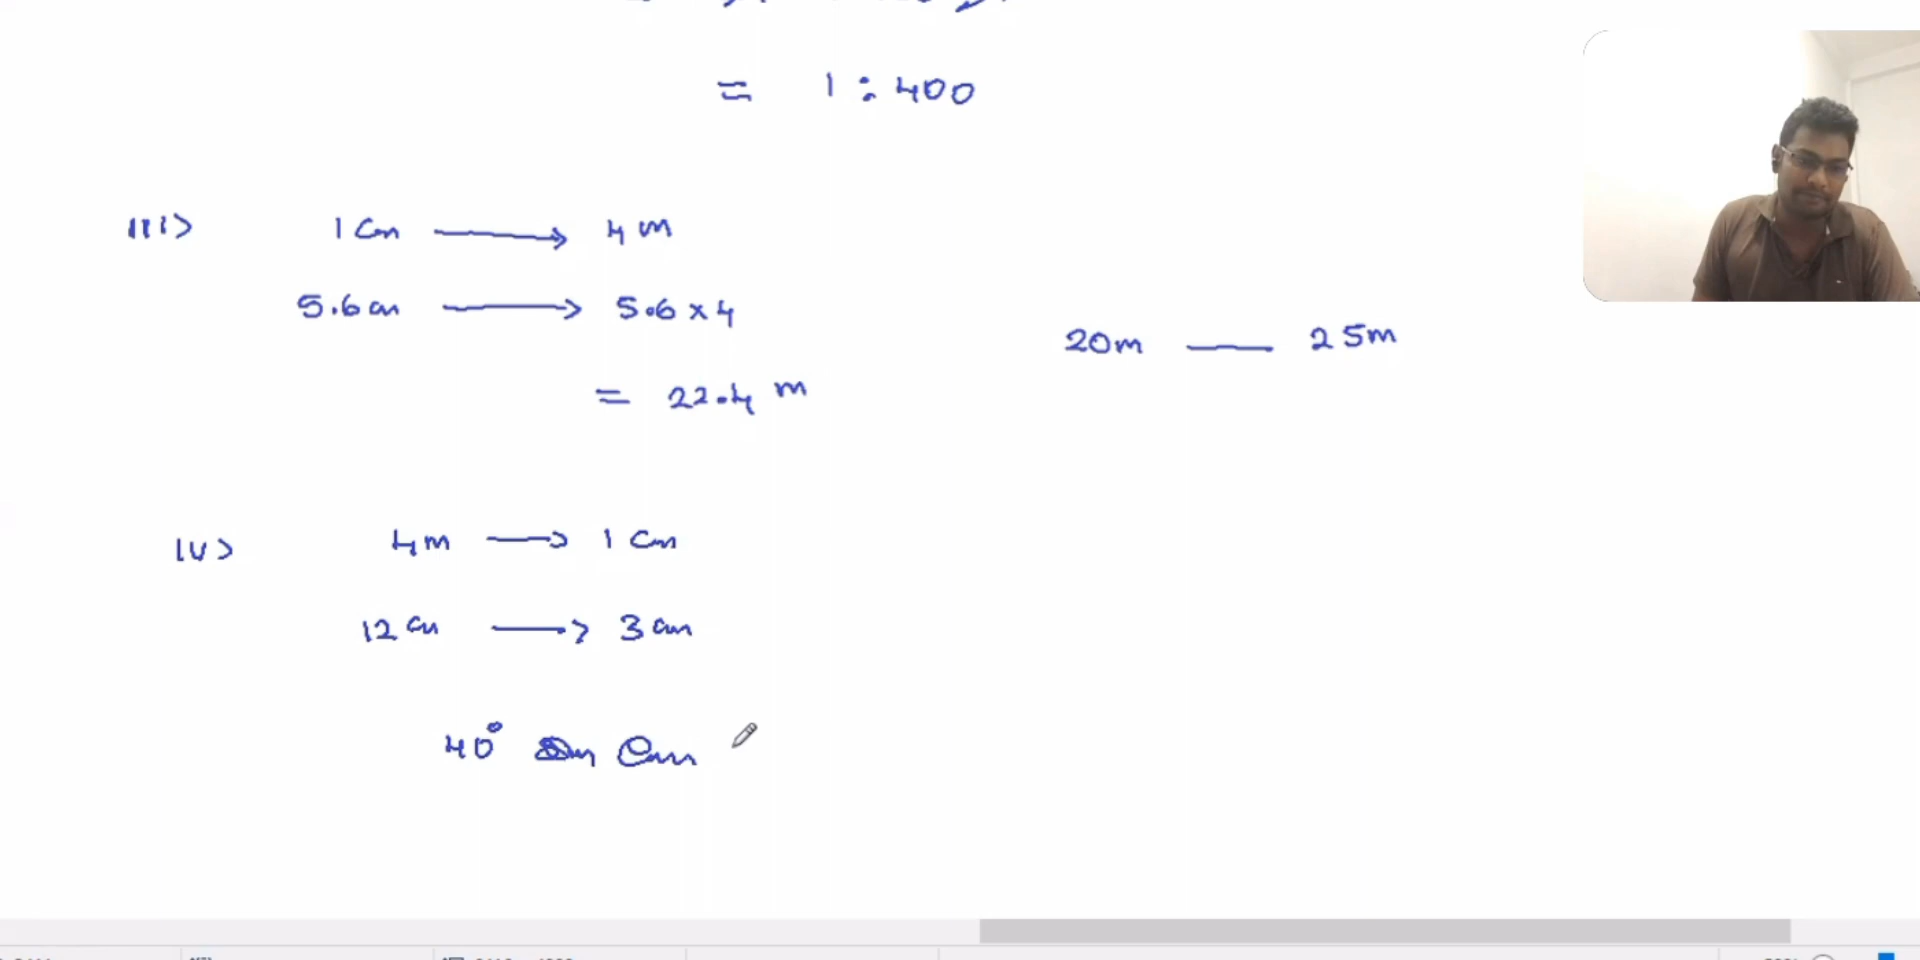 = 1 : 400
iii> 1 cm → 4 m
5.6 cm → 5.6 x 4
20m — 25m
= 22.4 m
iv> 4m → 1 cm
12 cm → 3 cm
40°